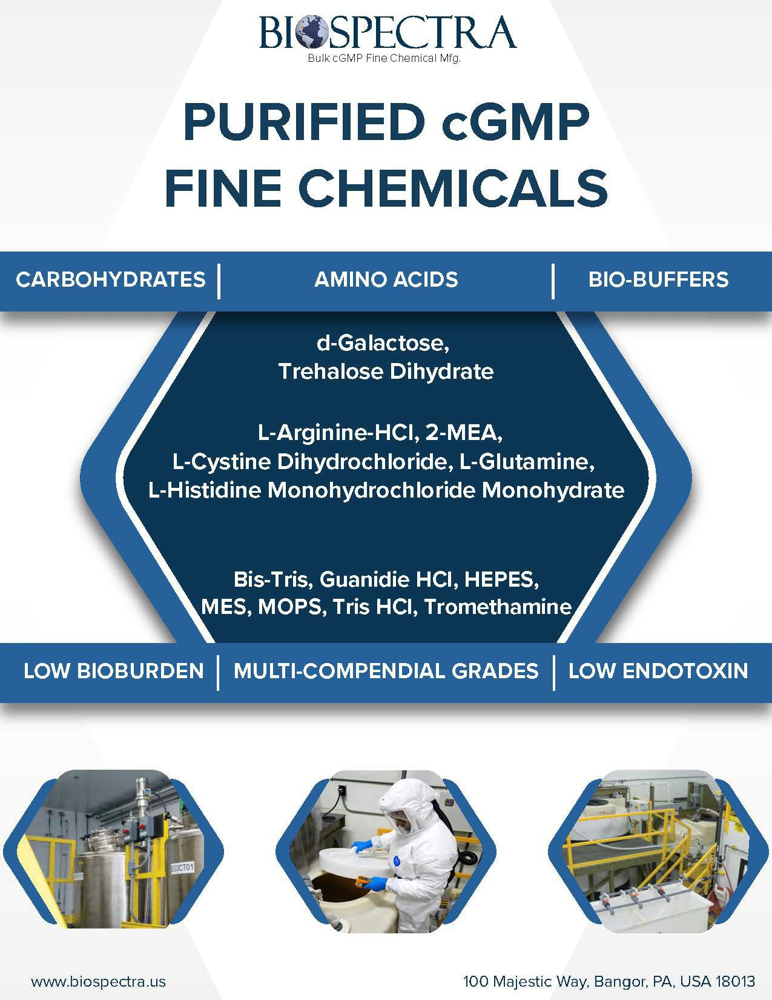 BIOSPECTRA
Bulk cGMP Fine Chemical Mfg.
PURIFIED cGMP
FINE CHEMICALS
CARBOHYDRATES | AMINO ACIDS | BIO-BUFFERS
d-Galactose,
Trehalose Dihydrate
L-Arginine-HCl, 2-MEA,
L-Cystine Dihydrochloride, L-Glutamine,
L-Histidine Monohydrochloride Monohydrate
Bis-Tris, Guanidie HCl, HEPES,
MES, MOPS, Tris HCl, Tromethamine
LOW BIOBURDEN | MULTI-COMPENDIAL GRADES | LOW ENDOTOXIN
E03CT01
www.biospectra.us
100 Majestic Way, Bangor, PA, USA 18013